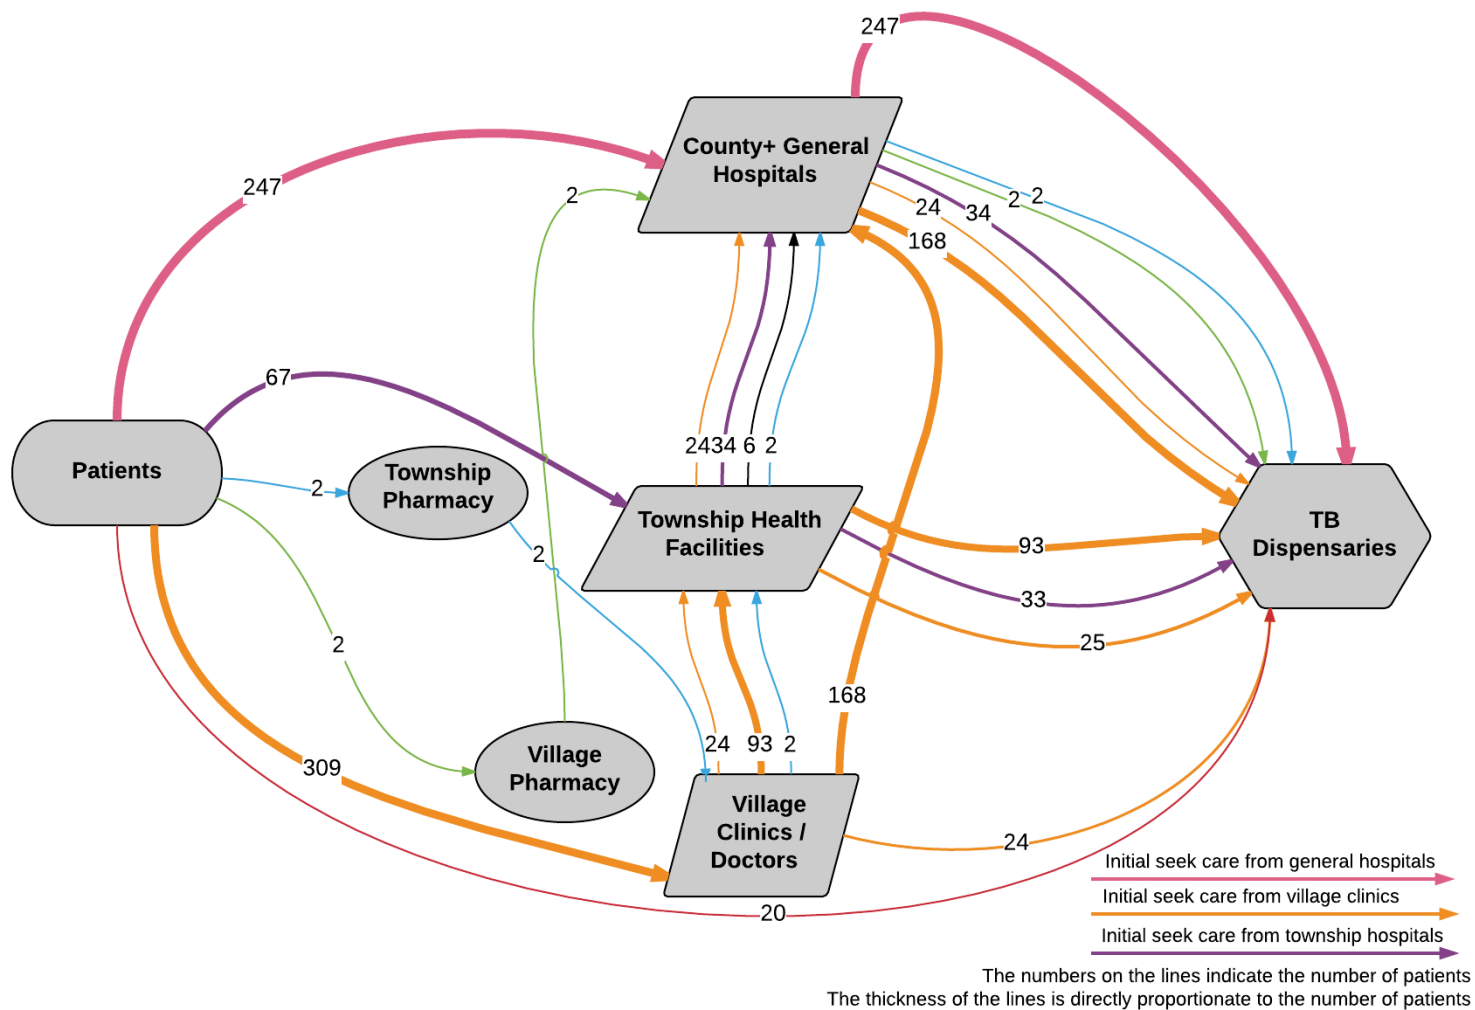 247
County+ General
Hospitals
247
2
24
34
2
2
168
67
24
34
6
2
Patients
Township
Pharmacy
2
2
Township Health
Facilities
TB
Dispensaries
93
33
25
2
309
Village
Pharmacy
24
93
2
168
Village
Clinics /
Doctors
24
20
Initial seek care from general hospitals
Initial seek care from village clinics
Initial seek care from township hospitals
The numbers on the lines indicate the number of patients
The thickness of the lines is directly proportionate to the number of patients